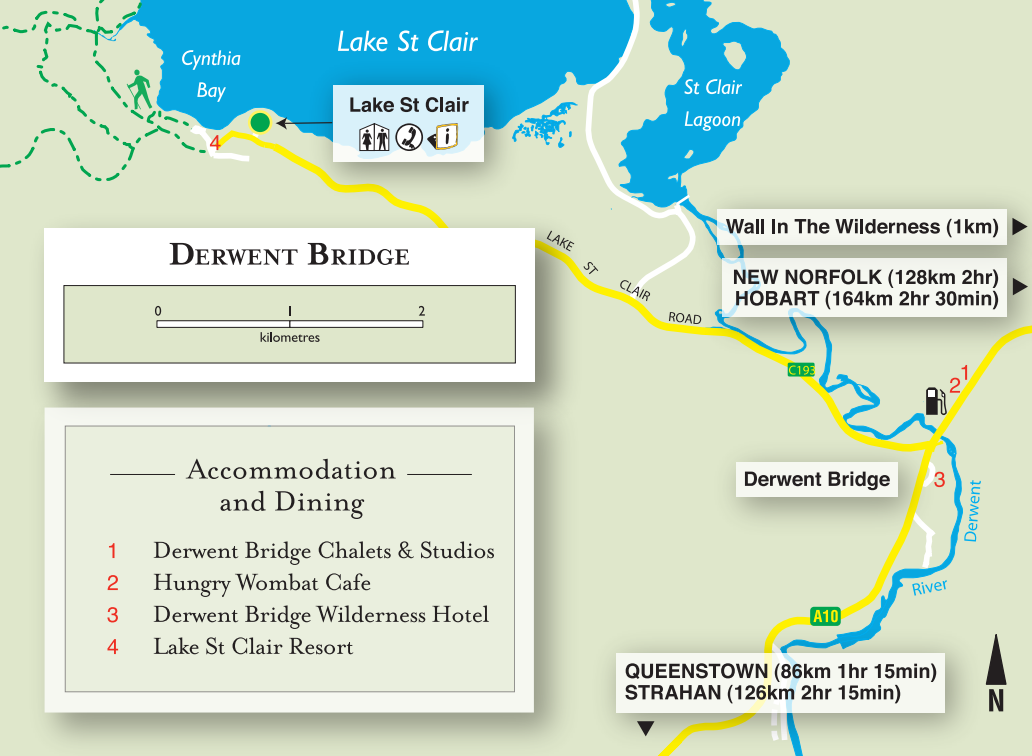 Lake St Clair
Cynthia
Bay
Lake St Clair
i
St Clair
Lagoon
4
Wall In The Wilderness (1km)
NEW NORFOLK (128km 2hr)
HOBART (164km 2hr 30min)
LAKE ST CLAIR ROAD
DERWENT BRIDGE
0 1 2
kilometres
C193
1
2
Derwent Bridge
3
Derwent
River
A10
Accommodation
and Dining
1 Derwent Bridge Chalets & Studios
2 Hungry Wombat Cafe
3 Derwent Bridge Wilderness Hotel
4 Lake St Clair Resort
QUEENSTOWN (86km 1hr 15min)
STRAHAN (126km 2hr 15min)
N